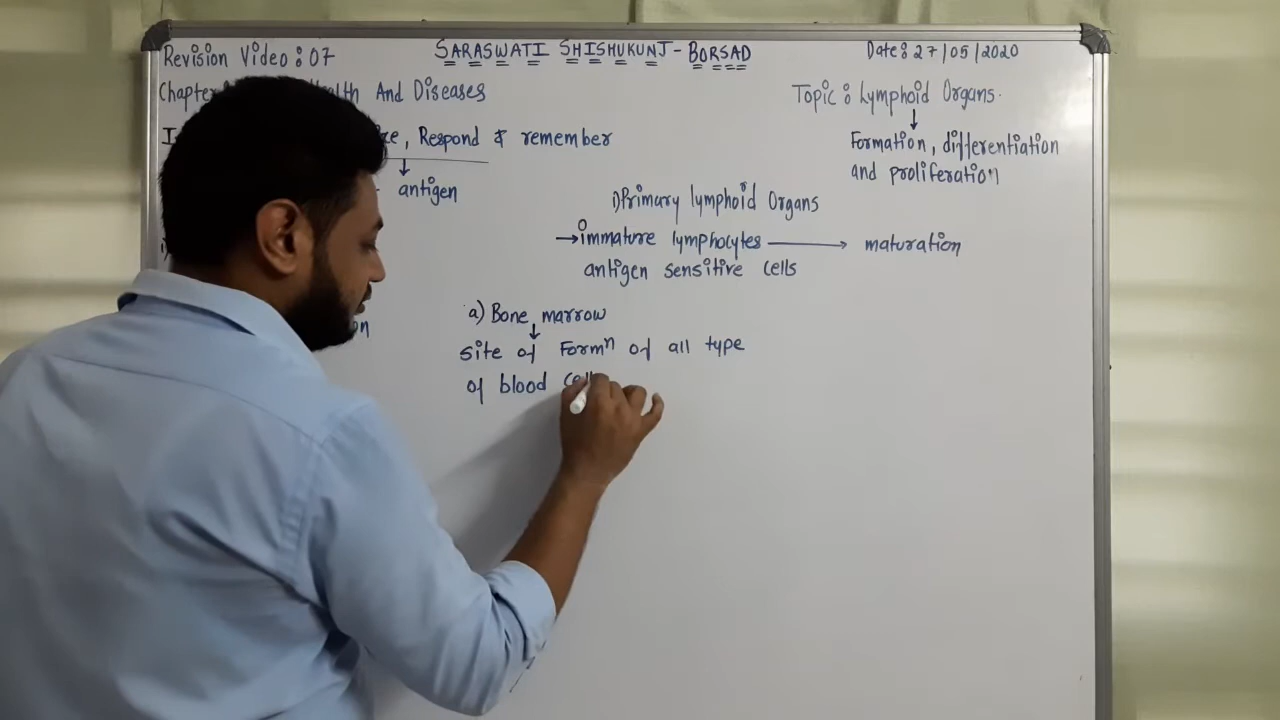 Revision Video : 07
SARASWATI SHISHUKUNJ - BORSAD
Date : 27/05/2020
Chapter
And Diseases
Topic : Lymphoid Organs.
↓
Formation, differentiation
and proliferation
, Respond & remember
↓
antigen
1) Primary lymphoid Organs
→ immature lymphocytes → maturation
antigen sensitive cells
a) Bone marrow
↓
site of Formⁿ of all type
of blood